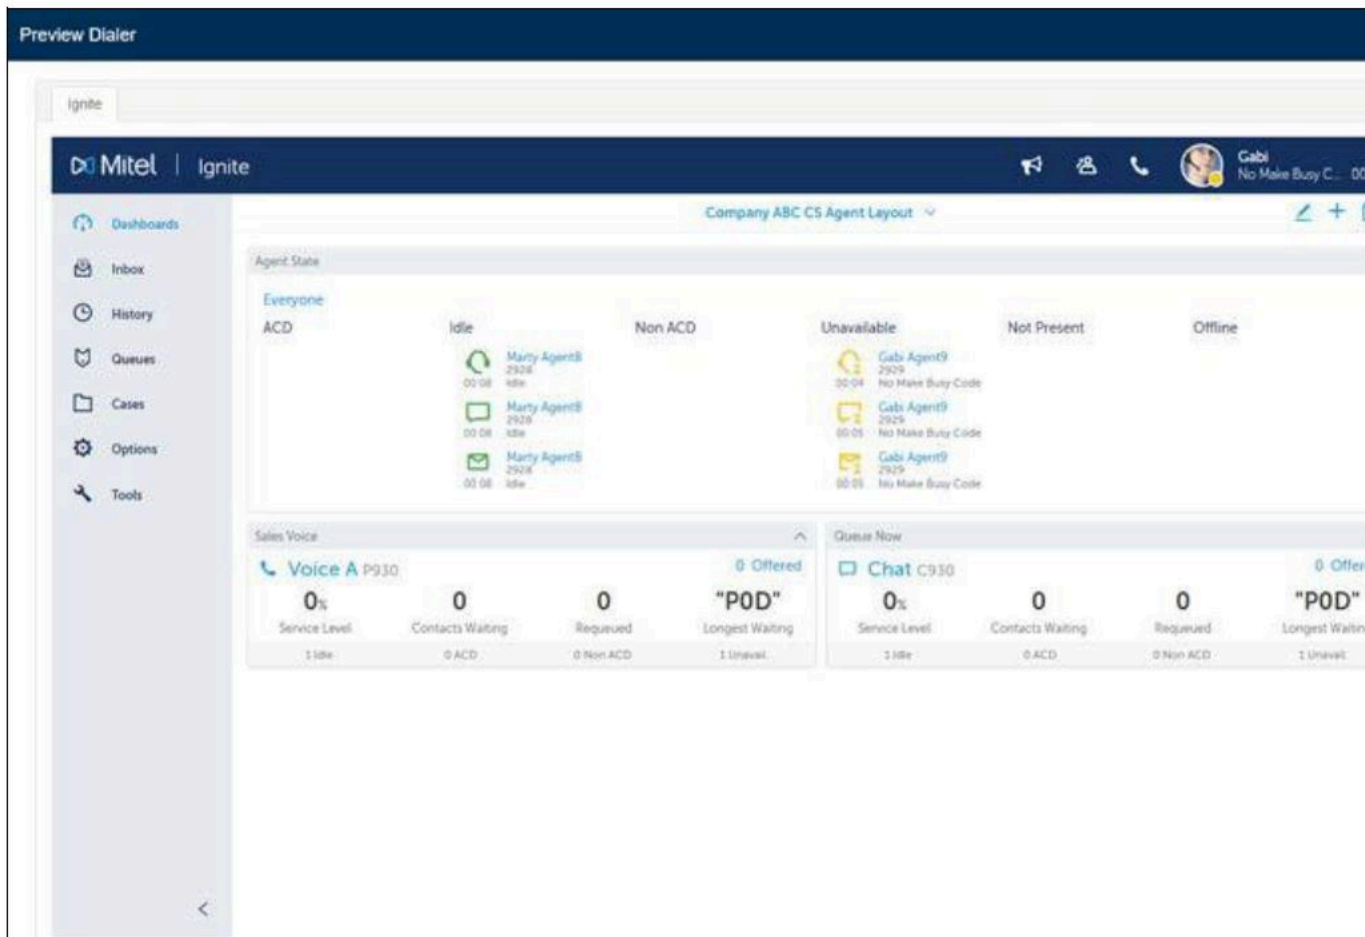 Preview Dialer
Ignite
Mitel | Ignite
Gabi
No Make Busy C... 00
Dashboards
Inbox
History
Queues
Cases
Options
Tools
Company ABC CS Agent Layout
Agent State
Everyone
ACD Idle Non ACD Unavailable Not Present Offline
Marty Agent8
2928
00:08 Idle
Marty Agent8
2928
00:08 Idle
Marty Agent8
2928
00:08 Idle
Gabi Agent9
2929
00:04 No Make Busy Code
Gabi Agent9
2929
00:05 No Make Busy Code
Gabi Agent9
2929
00:05 No Make Busy Code
Sales Voice
Voice A P930 0 Offered
0% 0 0 "P0D"
Service Level Contacts Waiting Requeued Longest Waiting
1 Idle 0 ACD 0 Non ACD 1 Unavail.
Queue Now
Chat C930 0 Offer
0% 0 0 "P0D"
Service Level Contacts Waiting Requeued Longest Waitin
1 Idle 0 ACD 0 Non ACD 1 Unavail.